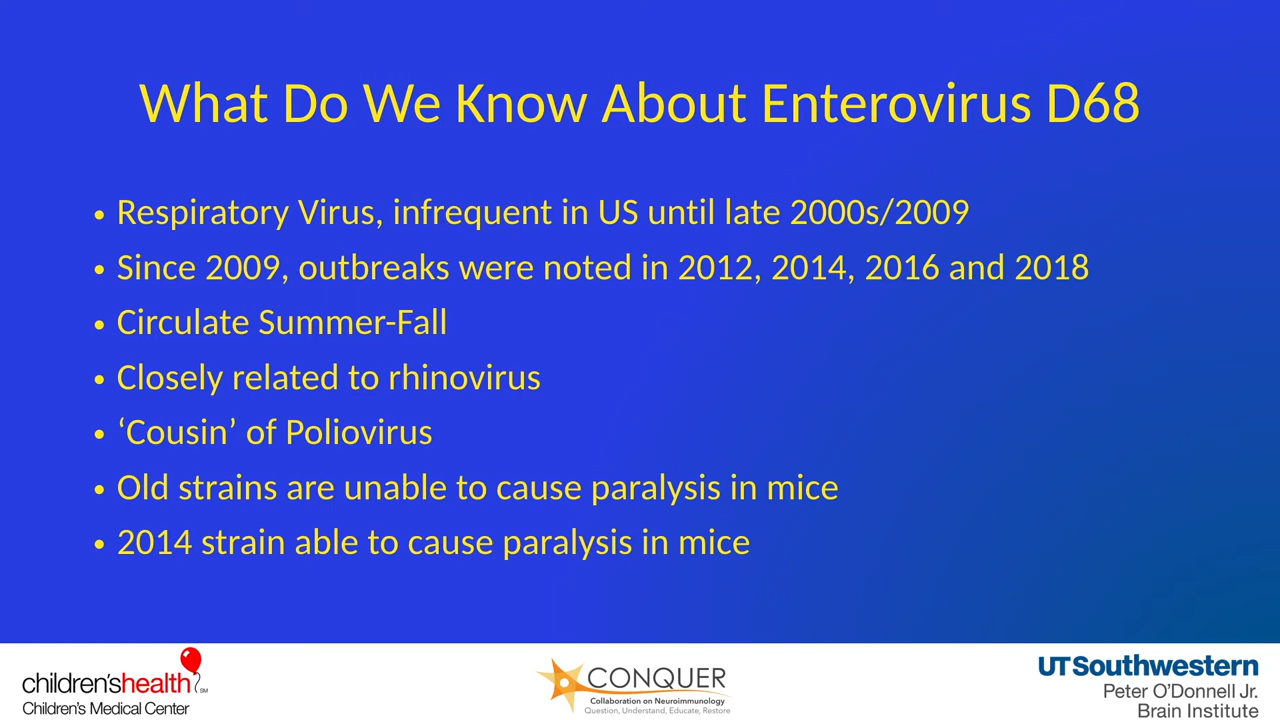 What Do We Know About Enterovirus D68
• Respiratory Virus, infrequent in US until late 2000s/2009
• Since 2009, outbreaks were noted in 2012, 2014, 2016 and 2018
• Circulate Summer-Fall
• Closely related to rhinovirus
• ‘Cousin’ of Poliovirus
• Old strains are unable to cause paralysis in mice
• 2014 strain able to cause paralysis in mice
children'shealth℠
Children's Medical Center
CONQUER
Collaboration on Neuroimmunology
Question, Understand, Educate, Restore
UTSouthwestern
Peter O'Donnell Jr.
Brain Institute